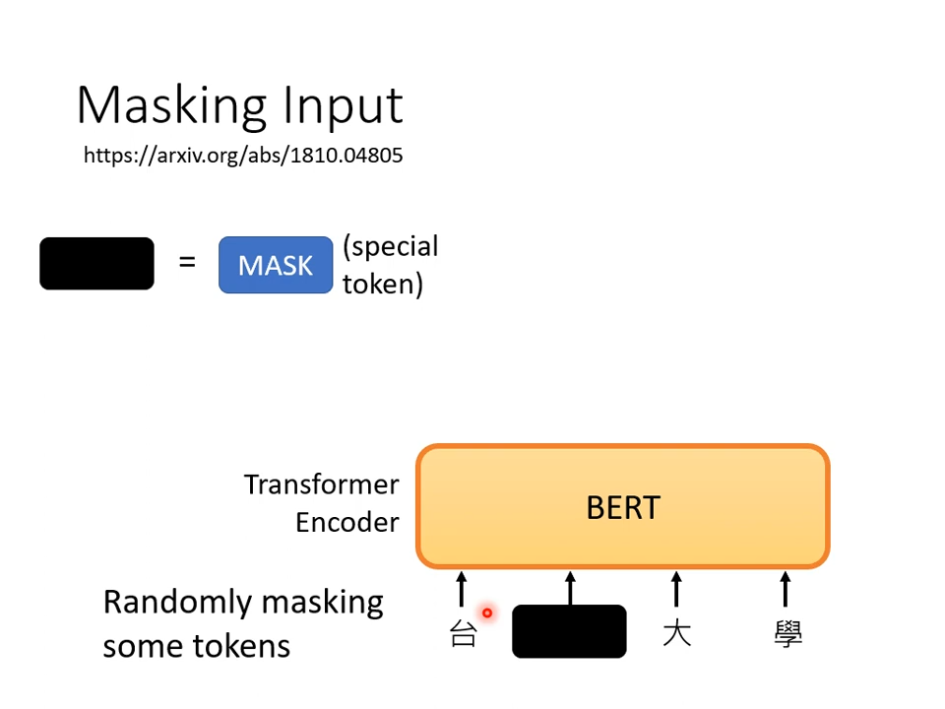 Masking Input
https://arxiv.org/abs/1810.04805
= MASK (special
token)
Transformer
Encoder
BERT
Randomly masking
some tokens
台 大 學